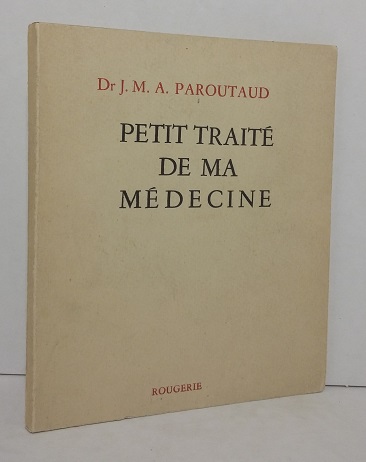 Dr J. M. A. PAROUTAUD
PETIT TRAITÉ
DE MA
MÉDECINE
ROUGERIE